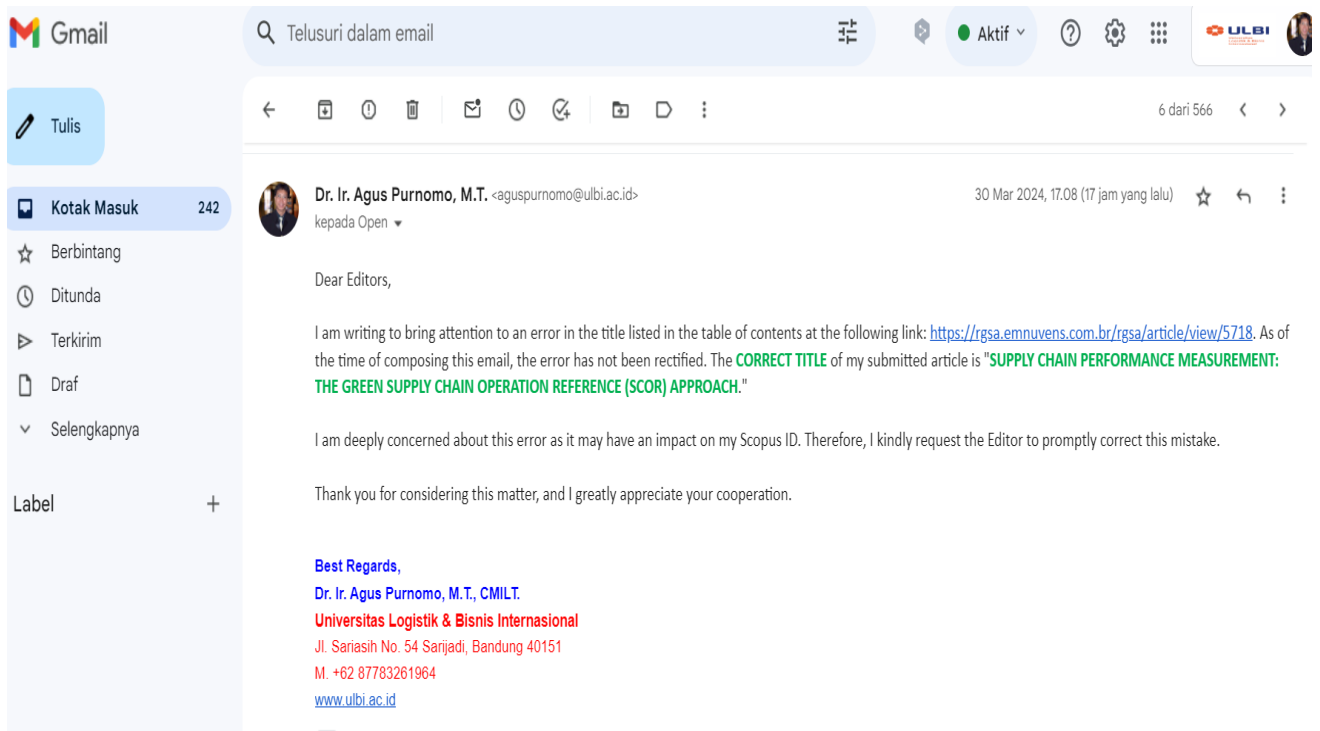 Gmail
Telusuri dalam email
Aktif
ULBI
Tulis
6 dari 566
Kotak Masuk 242
Berbintang
Ditunda
Terkirim
Draf
Selengkapnya
Label
Dr. Ir. Agus Purnomo, M.T. <aguspurnomo@ulbi.ac.id>
30 Mar 2024, 17.08 (17 jam yang lalu)
kepada Open
Dear Editors,
I am writing to bring attention to an error in the title listed in the table of contents at the following link: https://rgsa.emnuvens.com.br/rgsa/article/view/5718. As of
the time of composing this email, the error has not been rectified. The CORRECT TITLE of my submitted article is "SUPPLY CHAIN PERFORMANCE MEASUREMENT:
THE GREEN SUPPLY CHAIN OPERATION REFERENCE (SCOR) APPROACH."
I am deeply concerned about this error as it may have an impact on my Scopus ID. Therefore, I kindly request the Editor to promptly correct this mistake.
Thank you for considering this matter, and I greatly appreciate your cooperation.
Best Regards,
Dr. Ir. Agus Purnomo, M.T., CMILT.
Universitas Logistik & Bisnis Internasional
Jl. Sariasih No. 54 Sarijadi, Bandung 40151
M. +62 87783261964
www.ulbi.ac.id